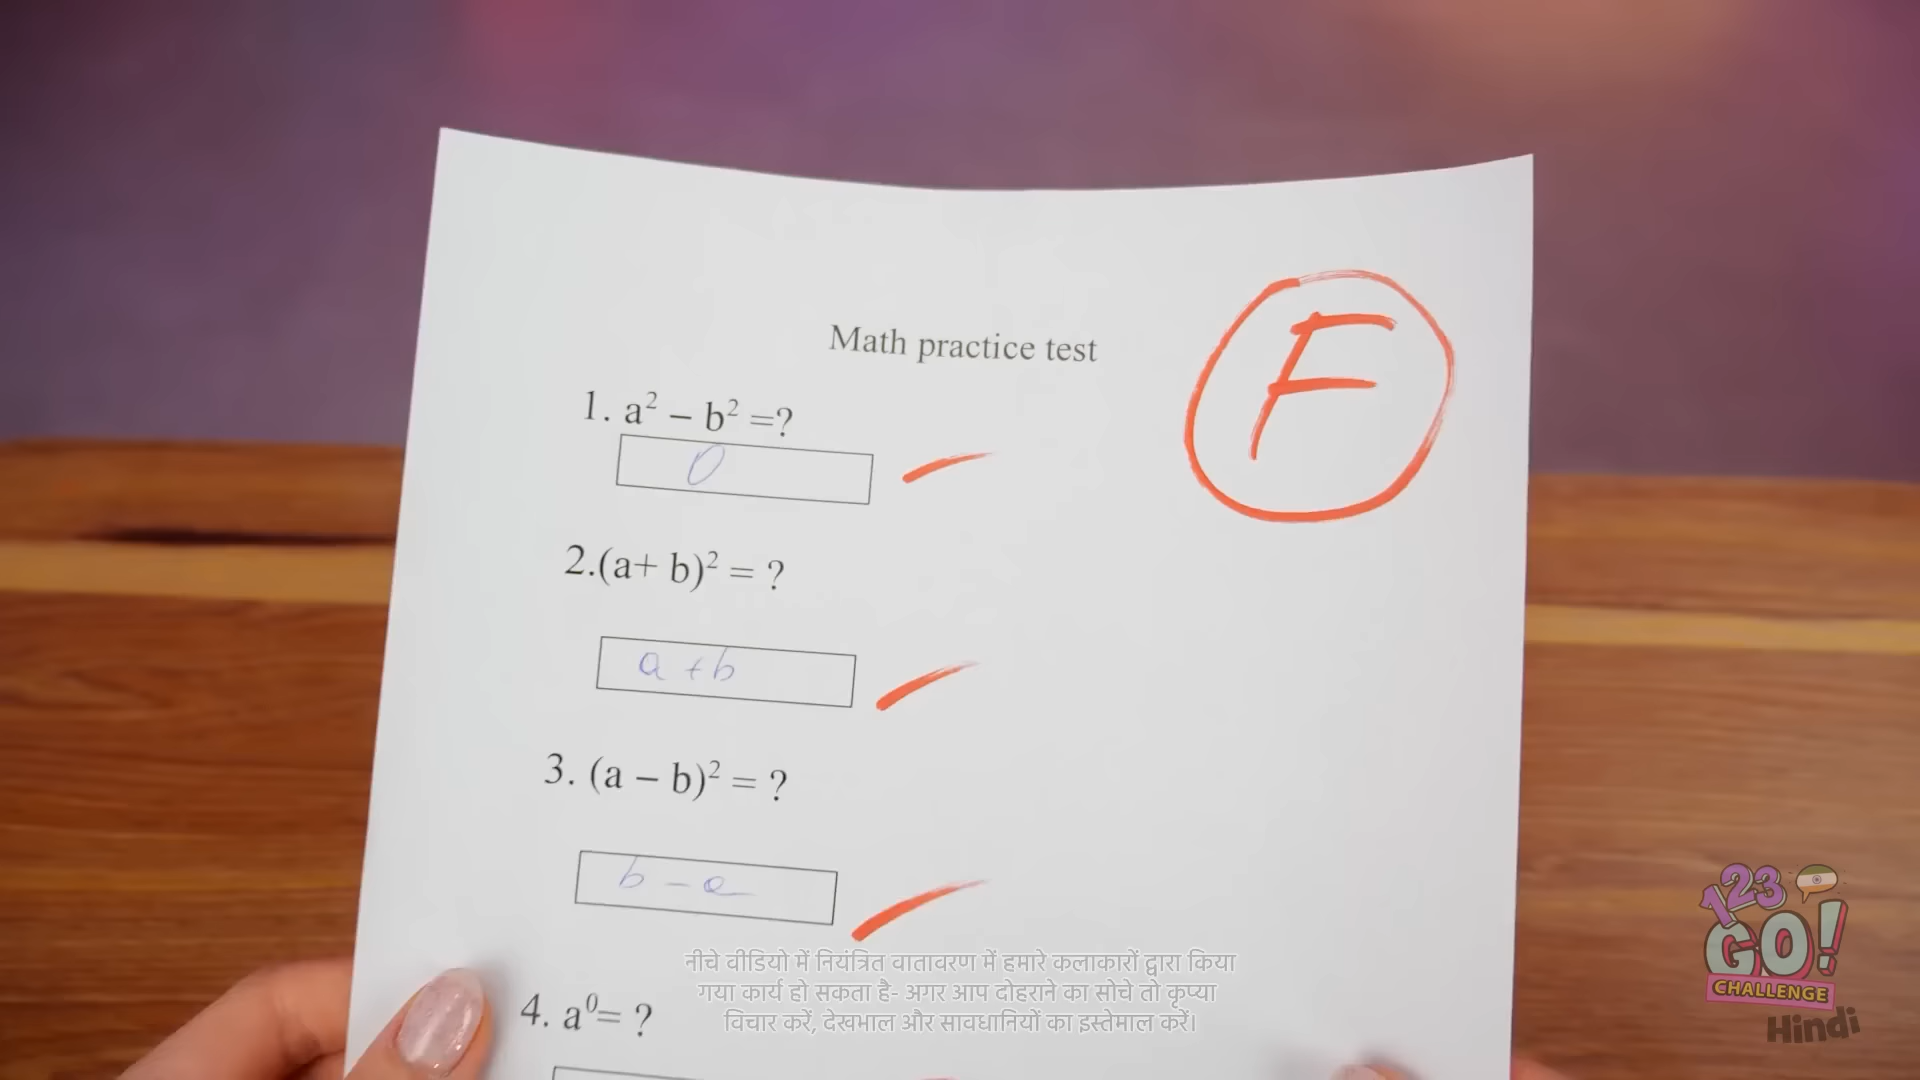 Math practice test
F
1. a² – b² =?
0
2.(a+ b)² = ?
a + b
3. (a – b)² = ?
b – a
4. a⁰= ?
नीचे वीडियो में नियंत्रित वातावरण में हमारे कलाकारों द्वारा किया
गया कार्य हो सकता है- अगर आप दोहराने का सोचे तो कृप्या
विचार करें, देखभाल और सावधानियों का इस्तेमाल करें।
123
GO!
CHALLENGE
Hindi